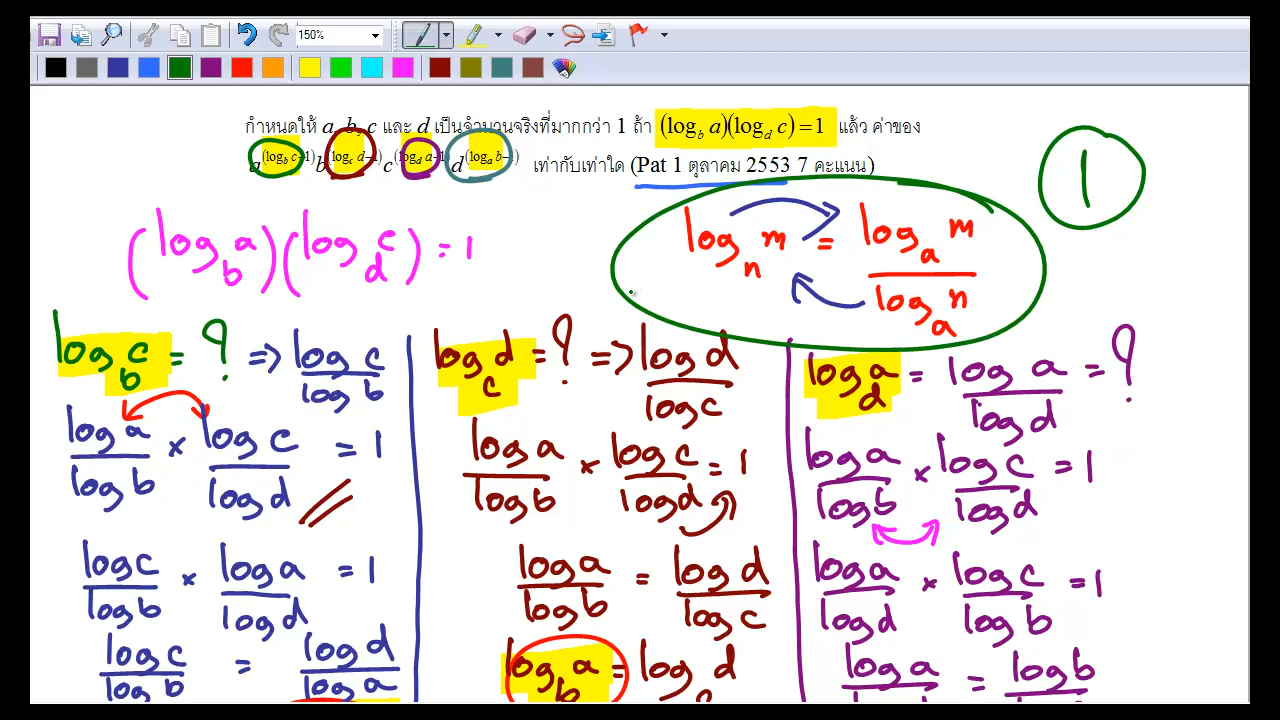 150%
กำหนดให้ a, b, c และ d เป็นจำนวนจริงที่มากกว่า 1 ถ้า (log_b a)(log_d c) = 1 แล้ว ค่าของ
a^(log_b c-1) b^(log_c d-1) c^(log_d a-1) d^(log_a b-1) เท่ากับเท่าใด (Pat 1 ตุลาคม 2553 7 คะแนน)
1
(log_b a)(log_d c) = 1
log_n m = log_a m / log_a n
log_b c = ? => log c / log b
log a / log b × log c / log d = 1
log c / log b × log a / log d = 1
log c / log b = log d / log a
log_c d = ? => log d / log c
log a / log b × log c / log d = 1
log a / log b = log d / log c
log_b a = log d
log_d a = log a / log d = ?
log a / log b × log c / log d = 1
log a / log d × log c / log b = 1
log a = log b